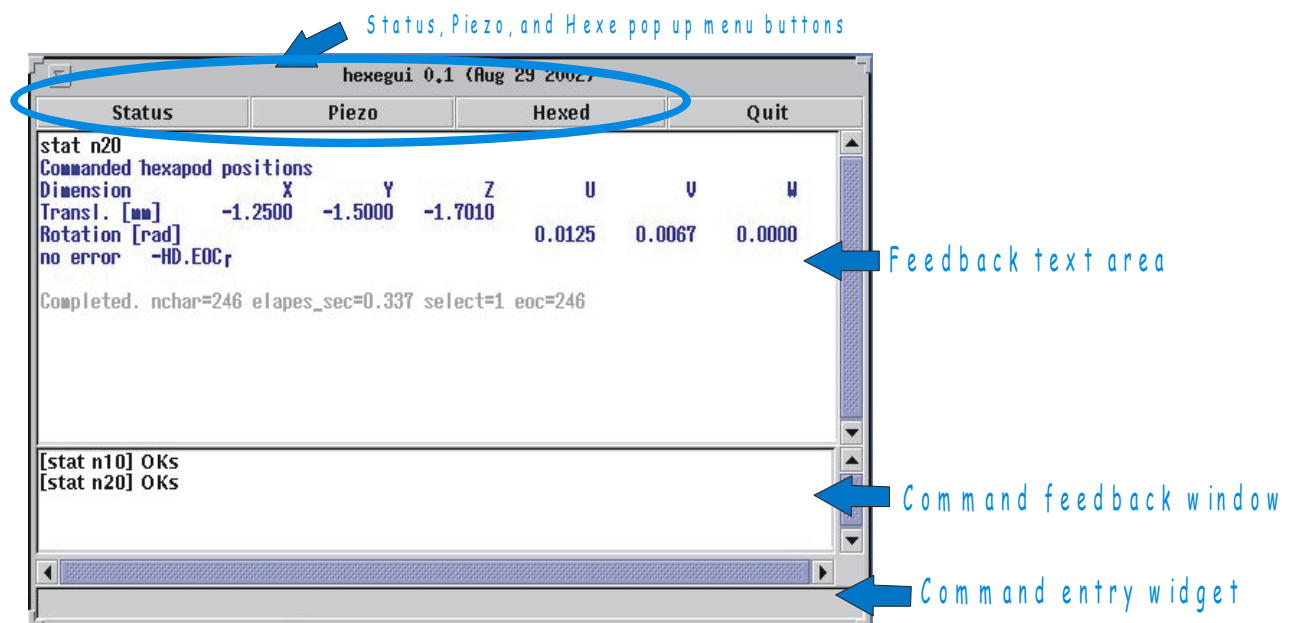 Status, Piezo, and Hexe pop up menu buttons
hexegui 0.1 (Aug 29 2002)
Status Piezo Hexed Quit
stat n20
Commanded hexapod positions
Dimension X Y Z U V W
Transl. [mm] -1.2500 -1.5000 -1.7010
Rotation [rad] 0.0125 0.0067 0.0000
no error -HD.EOCr
Feedback text area
Completed. nchar=246 elapes_sec=0.337 select=1 eoc=246
[stat n10] OKs
[stat n20] OKs
Command feedback window
Command entry widget